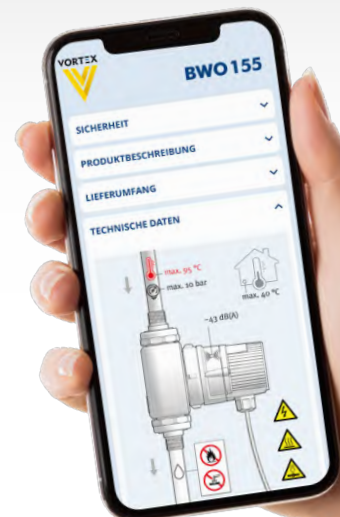 VORTEX
BWO 155
SICHERHEIT
PRODUKTBESCHREIBUNG
LIEFERUMFANG
TECHNISCHE DATEN
max. 95 °C
max. 10 bar
max. 40 °C
~43 dB(A)